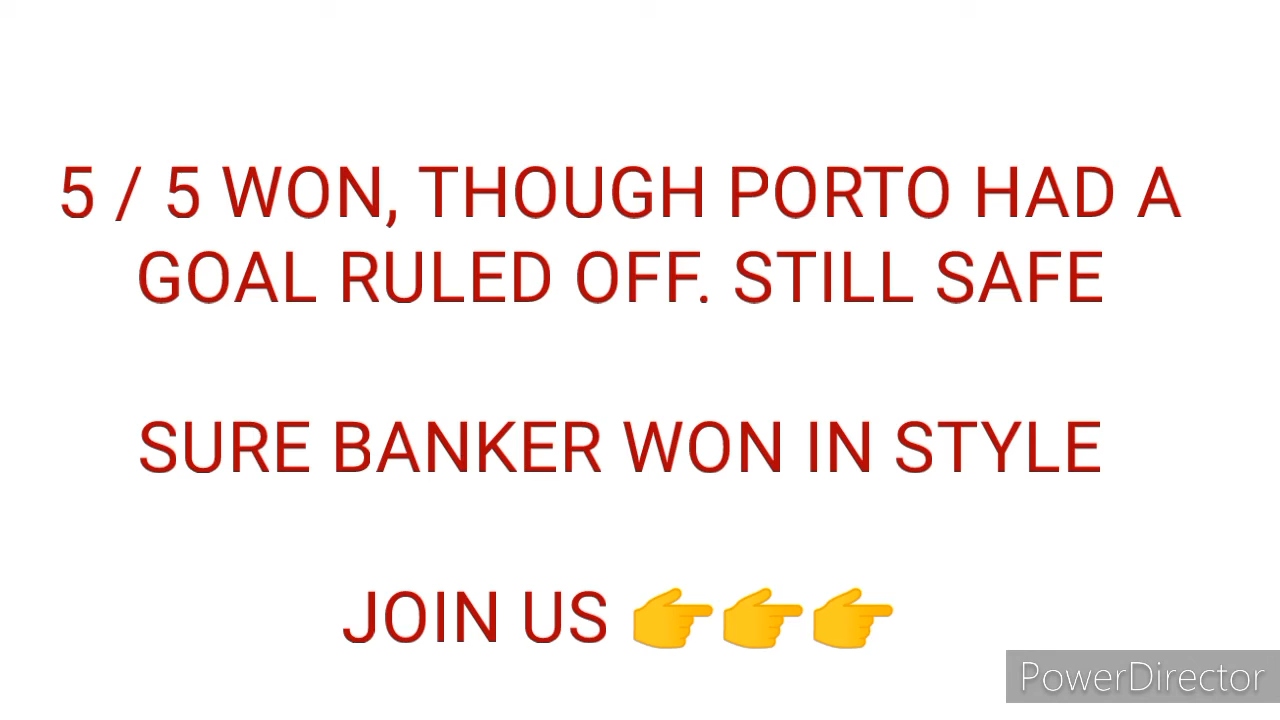 5 / 5 WON, THOUGH PORTO HAD A
GOAL RULED OFF. STILL SAFE
SURE BANKER WON IN STYLE
JOIN US 👉👉👉
PowerDirector